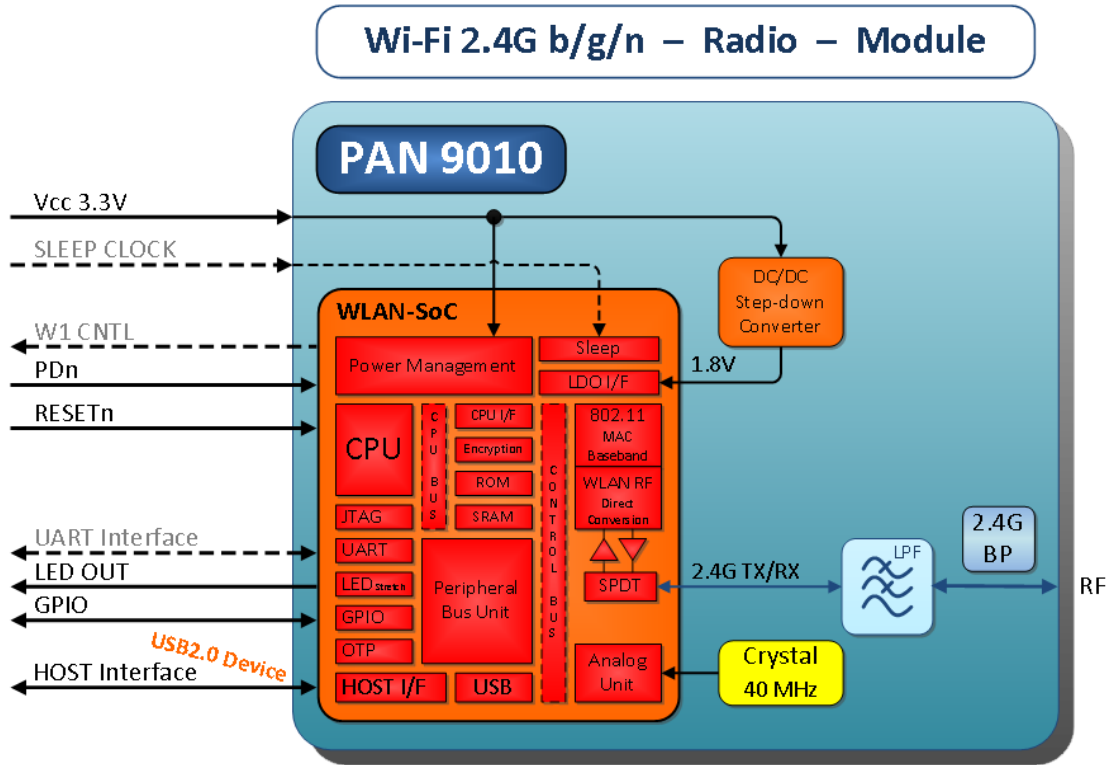 Wi-Fi 2.4G b/g/n – Radio – Module
PAN 9010
Vcc 3.3V
SLEEP CLOCK
W1 CNTL
PDn
RESETn
UART Interface
LED OUT
GPIO
USB2.0 Device
HOST Interface
DC/DC
Step-down
Converter
1.8V
WLAN-SoC
Power Management
Sleep
LDO I/F
CPU
CPU BUS
CPU I/F
Encryption
ROM
SRAM
CONTROL BUS
802.11
MAC
Baseband
WLAN RF
Direct
Conversion
JTAG
UART
LED Stretch
GPIO
OTP
HOST I/F
USB
Peripheral
Bus Unit
SPDT
Analog
Unit
2.4G TX/RX
LPF
2.4G
BP
RF
Crystal
40 MHz